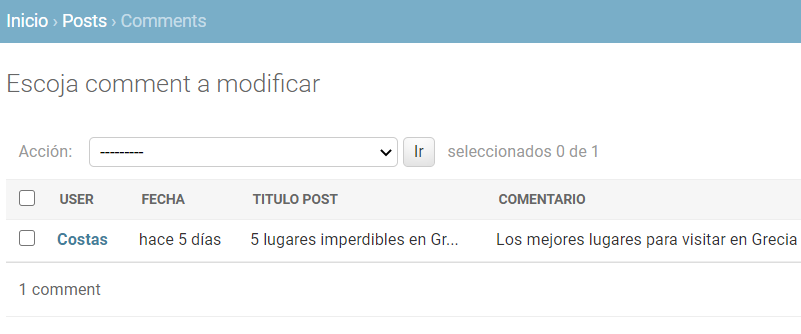 Inicio › Posts › Comments
Escoja comment a modificar
Acción: --------- Ir seleccionados 0 de 1
USER FECHA TITULO POST COMENTARIO
Costas hace 5 días 5 lugares imperdibles en Gr... Los mejores lugares para visitar en Grecia
1 comment